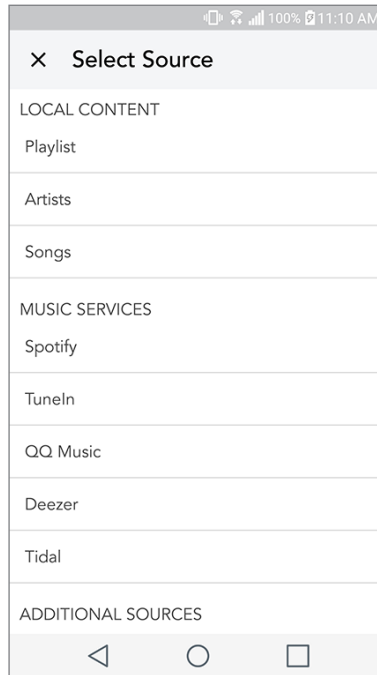 100% 11:10 AM
× Select Source
LOCAL CONTENT
Playlist
Artists
Songs
MUSIC SERVICES
Spotify
TuneIn
QQ Music
Deezer
Tidal
ADDITIONAL SOURCES